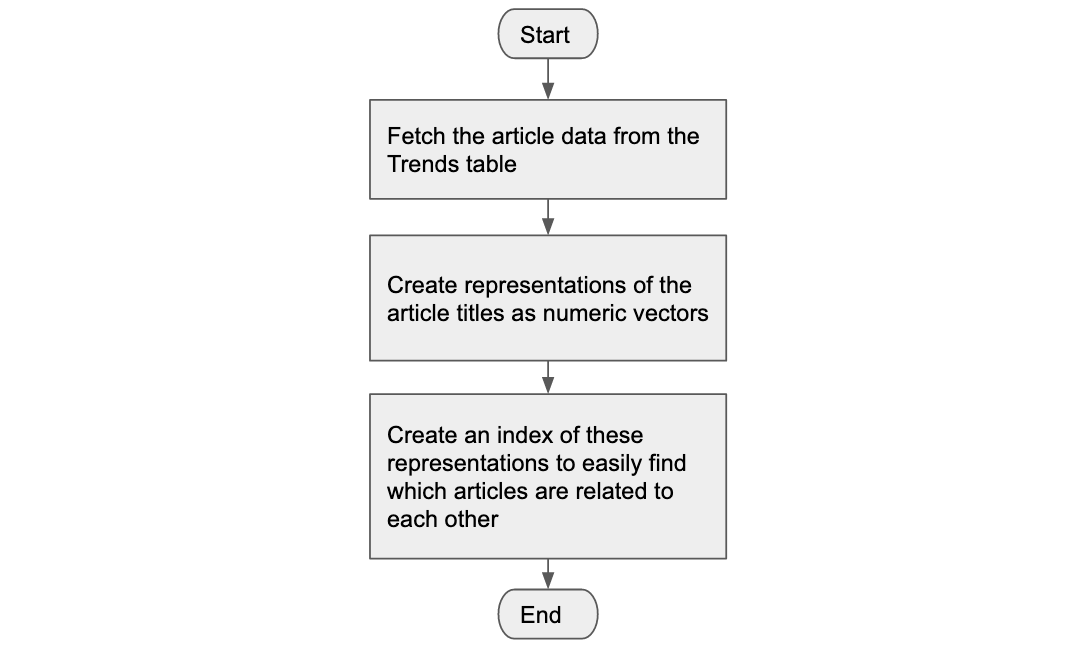 Start
Fetch the article data from the
Trends table
Create representations of the
article titles as numeric vectors
Create an index of these
representations to easily find
which articles are related to
each other
End